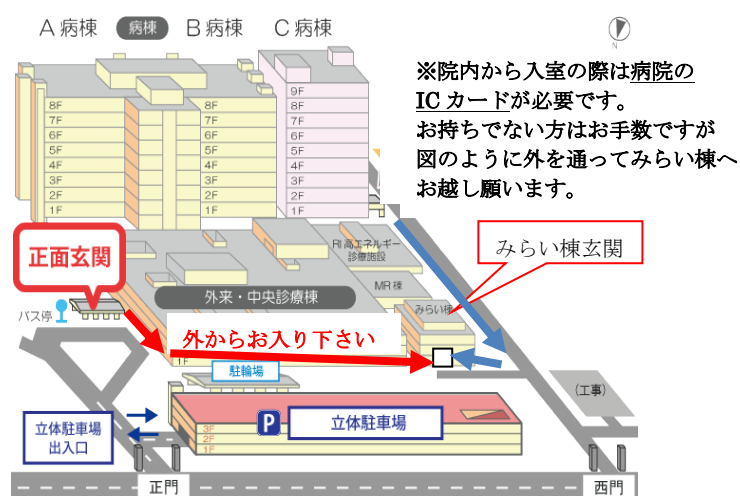 A 病棟
病棟
B 病棟
C 病棟
N
※院内から入室の際は病院の
IC カードが必要です。
お持ちでない方はお手数ですが
図のように外を通ってみらい棟へ
お越し願います。
8F
7F
6F
5F
4F
3F
2F
1F
8F
7F
6F
5F
4F
3F
2F
1F
9F
8F
7F
6F
5F
4F
3F
2F
1F
正面玄関
RI高エネルギー
診療施設
みらい棟玄関
MR 棟
外来・中央診療棟
みらい棟
バス停
外からお入り下さい
1F
駐輪場
(工事)
立体駐車場
出入口
P
立体駐車場
3F
2F
1F
正門
西門